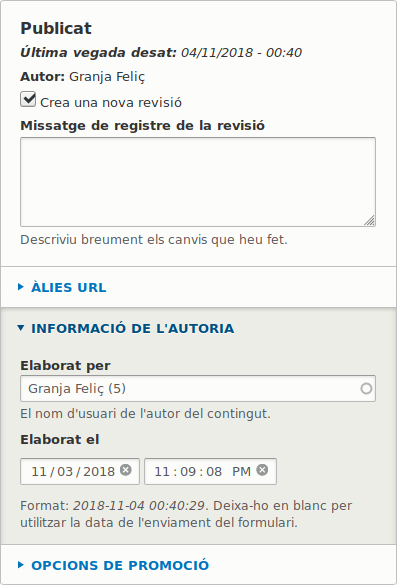 Publicat
Última vegada desat: 04/11/2018 - 00:40
Autor: Granja Feliç
Crea una nova revisió
Missatge de registre de la revisió
Descriviu breument els canvis que heu fet.
ÀLIES URL
INFORMACIÓ DE L'AUTORIA
Elaborat per
Granja Feliç (5)
El nom d'usuari de l'autor del contingut.
Elaborat el
11/03/2018 11:09:08 PM
Format: 2018-11-04 00:40:29. Deixa-ho en blanc per
utilitzar la data de l'enviament del formulari.
OPCIONS DE PROMOCIÓ